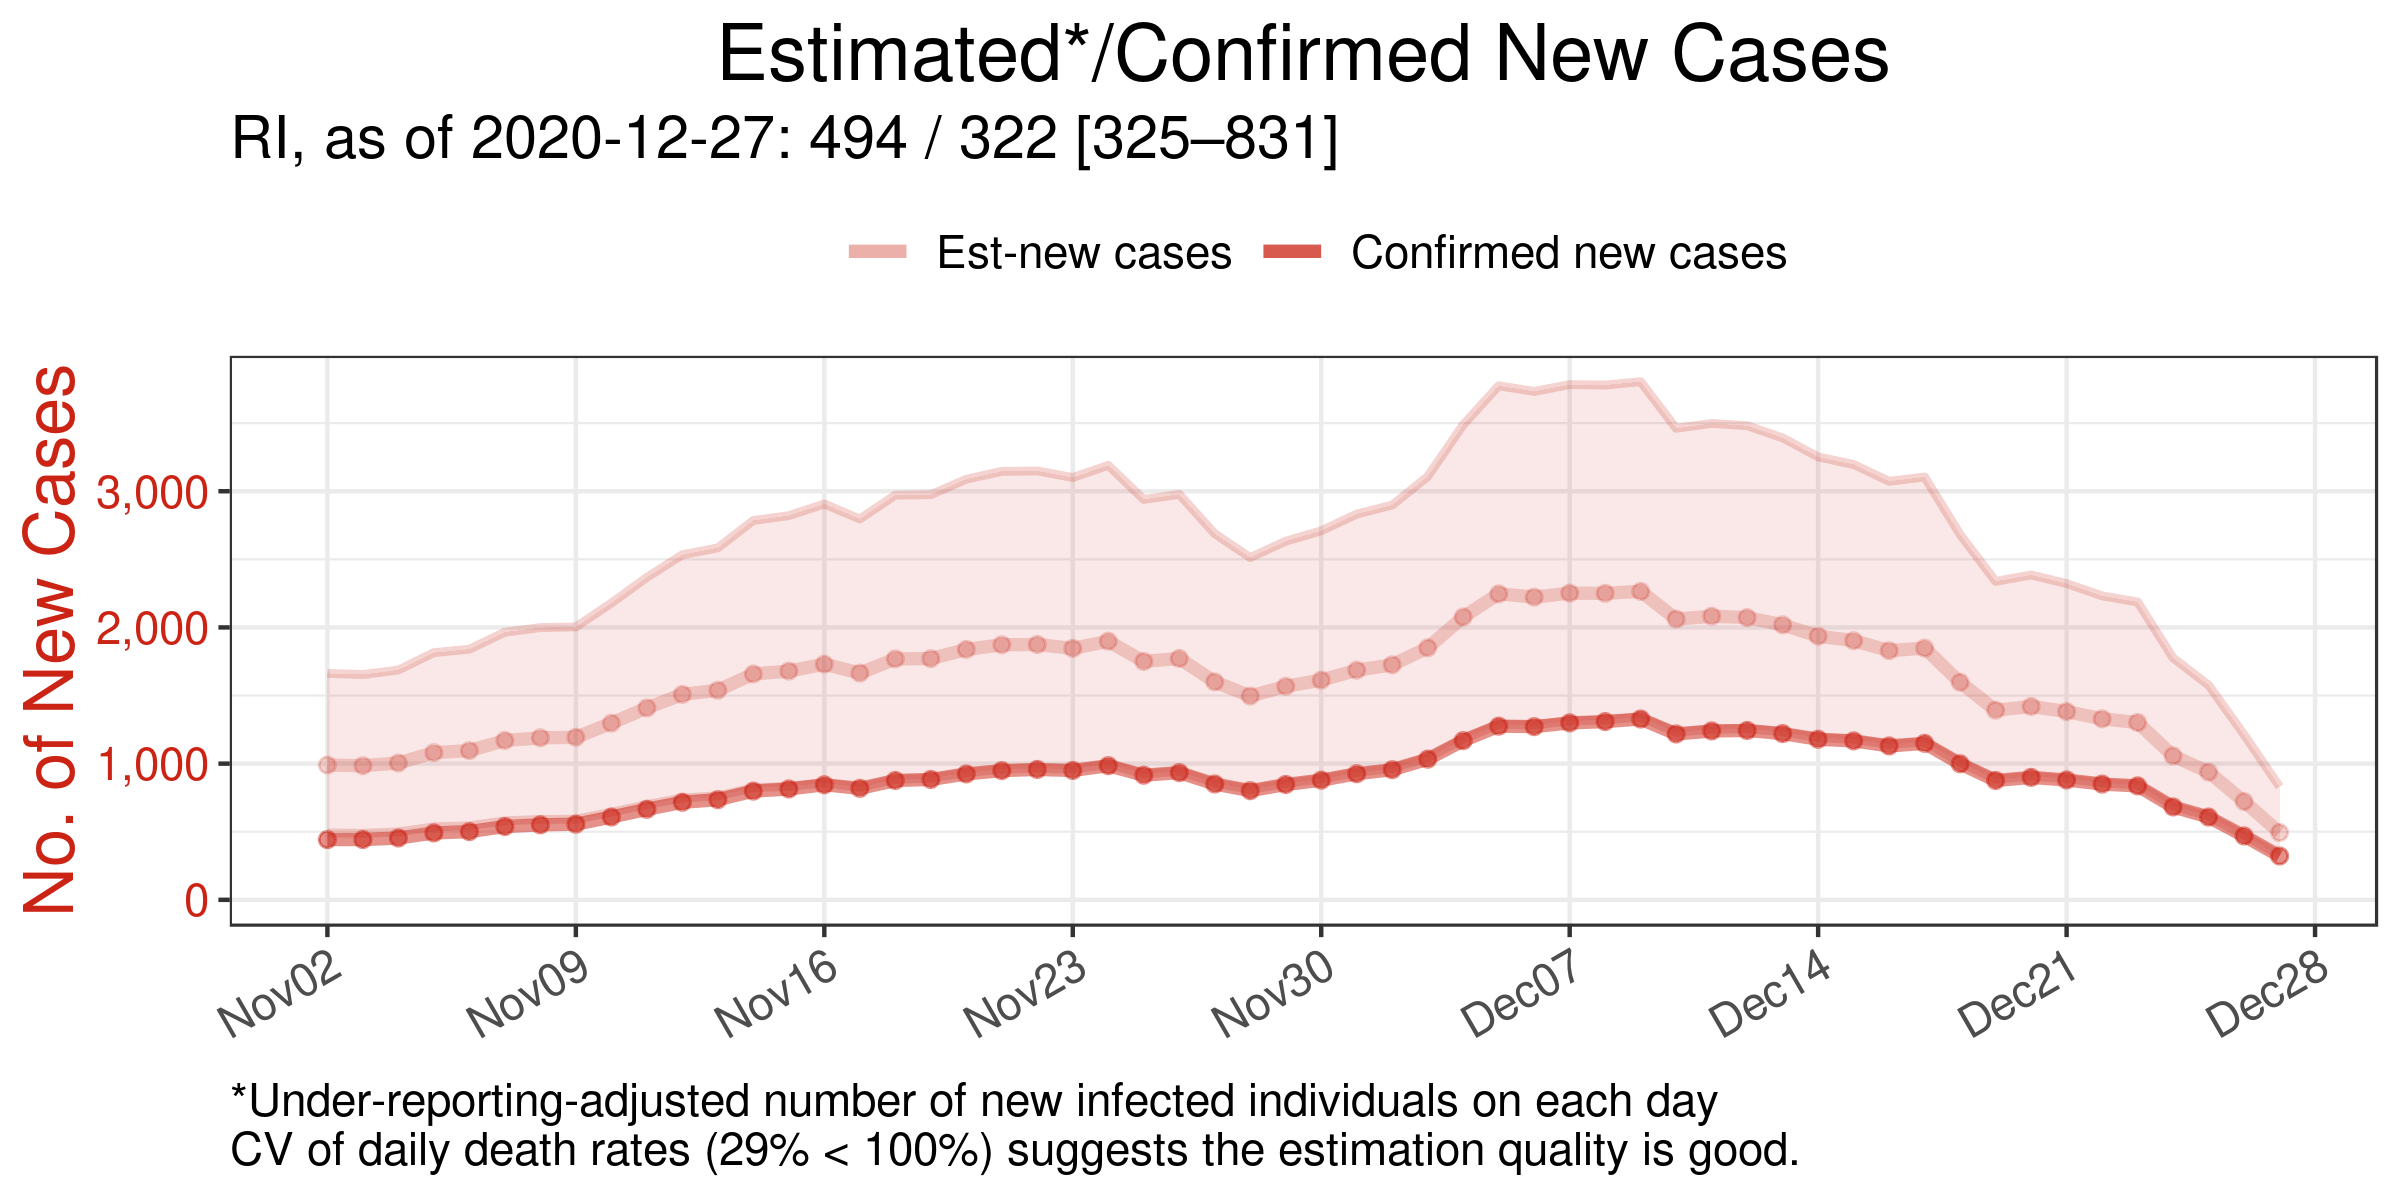 Estimated*/Confirmed New Cases
RI, as of 2020-12-27: 494 / 322 [325–831]
Est-new cases
Confirmed new cases
No. of New Cases
3,000
2,000
1,000
0
Nov02
Nov09
Nov16
Nov23
Nov30
Dec07
Dec14
Dec21
Dec28
*Under-reporting-adjusted number of new infected individuals on each day
CV of daily death rates (29% < 100%) suggests the estimation quality is good.